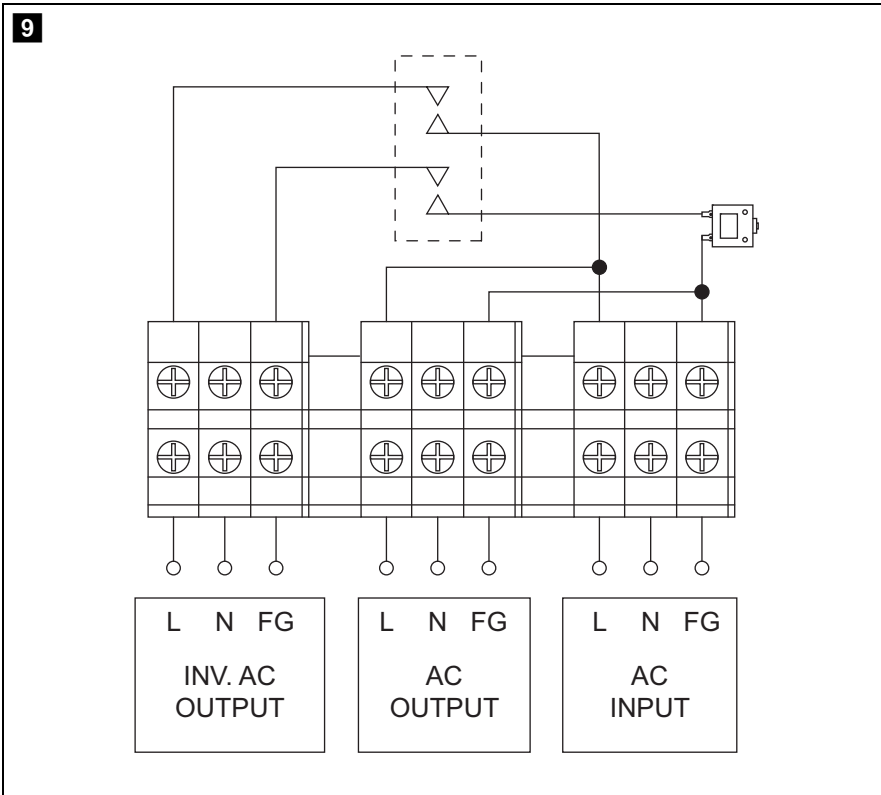 9
L N FG
INV. AC
OUTPUT
L N FG
AC
OUTPUT
L N FG
AC
INPUT